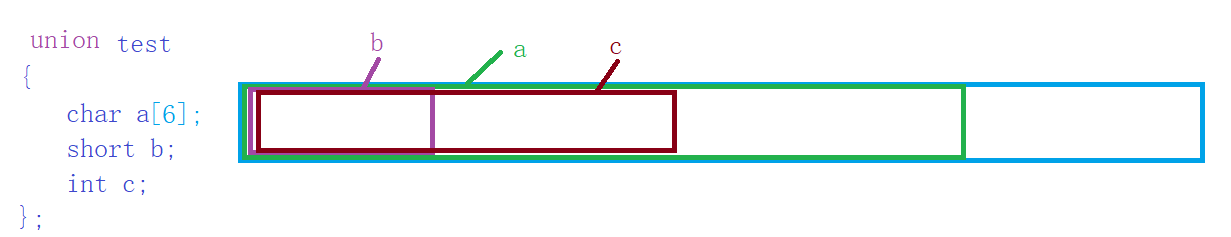 union test
{
char a[6];
short b;
int c;
};
b
a
c